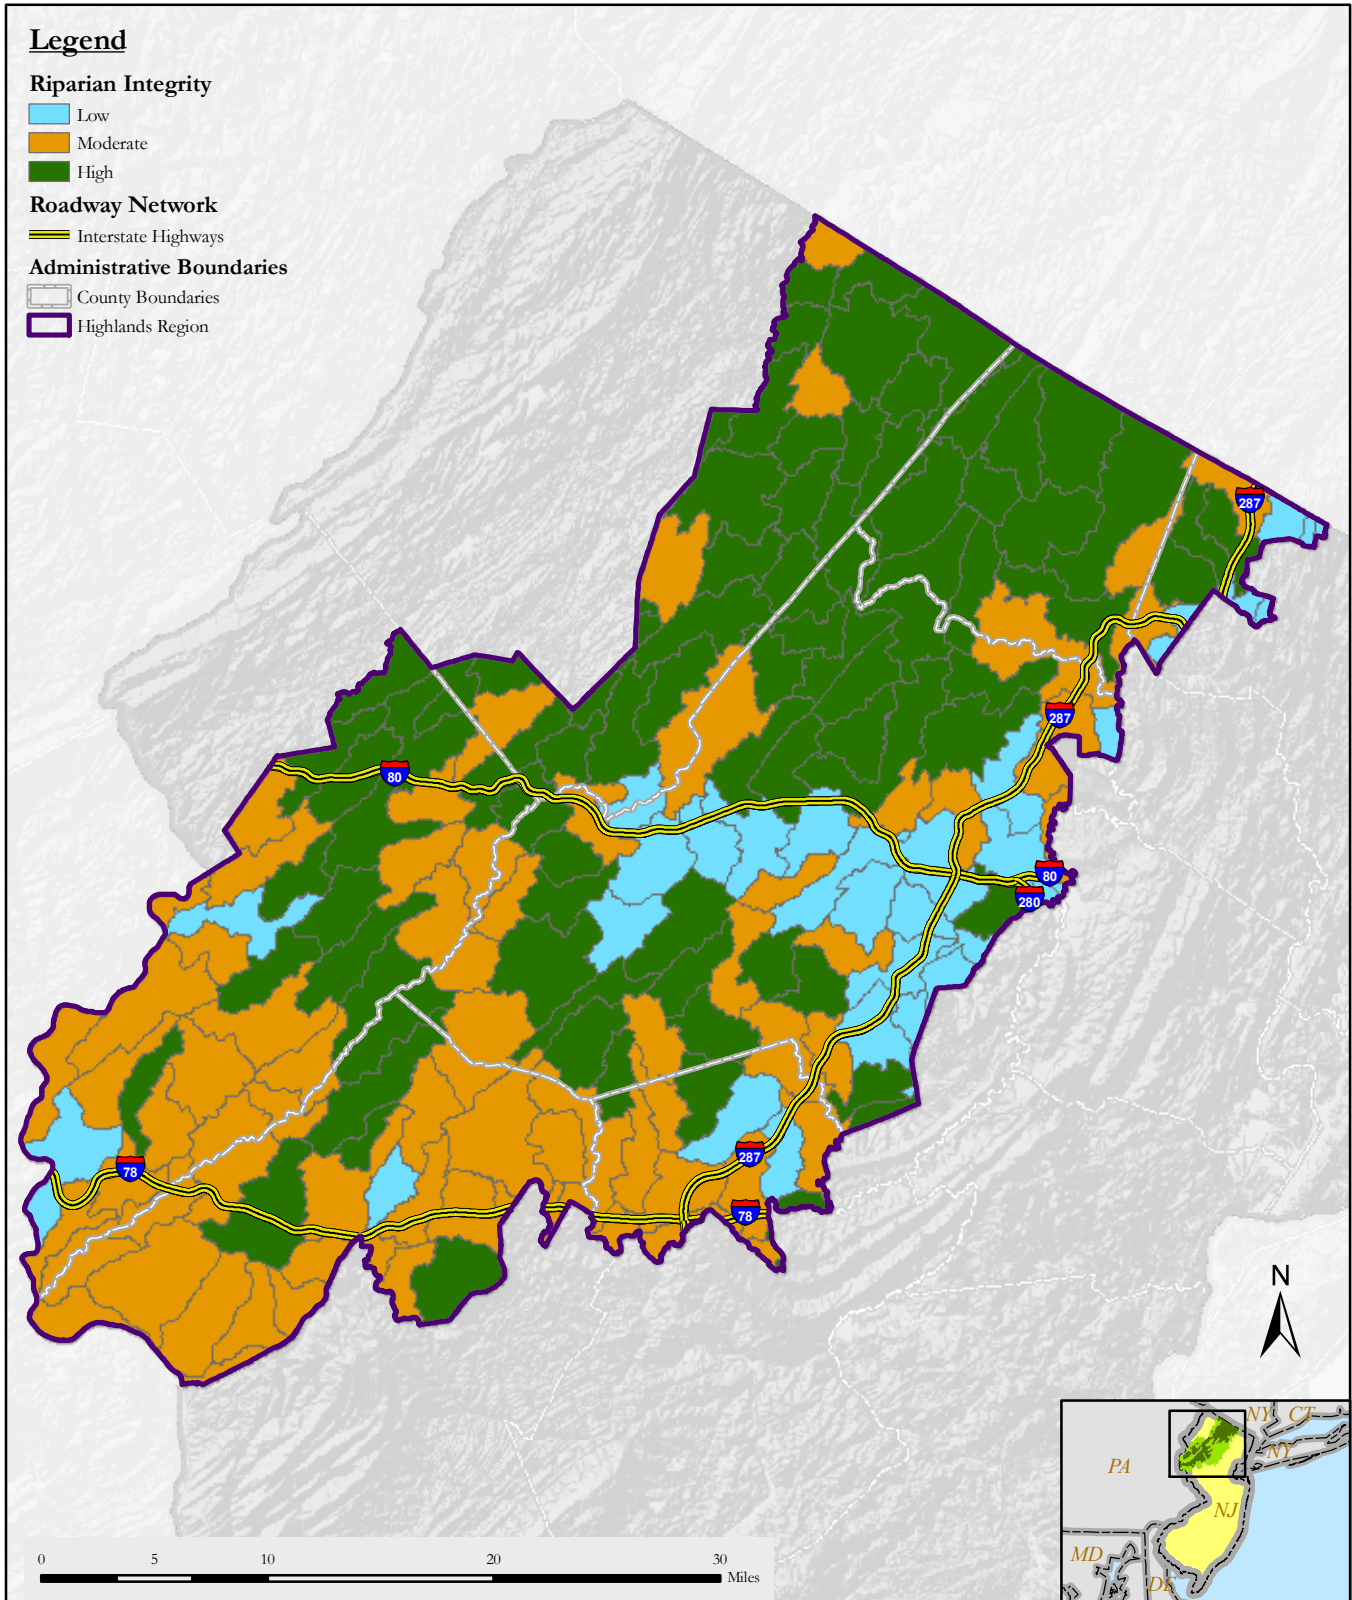 Legend
Riparian Integrity
Low
Moderate
High
Roadway Network
Interstate Highways
Administrative Boundaries
County Boundaries
Highlands Region
287
287
80
80
280
287
78
78
N
NY CT
NY
PA
NJ
MD
DE
0 5 10 20 30
Miles